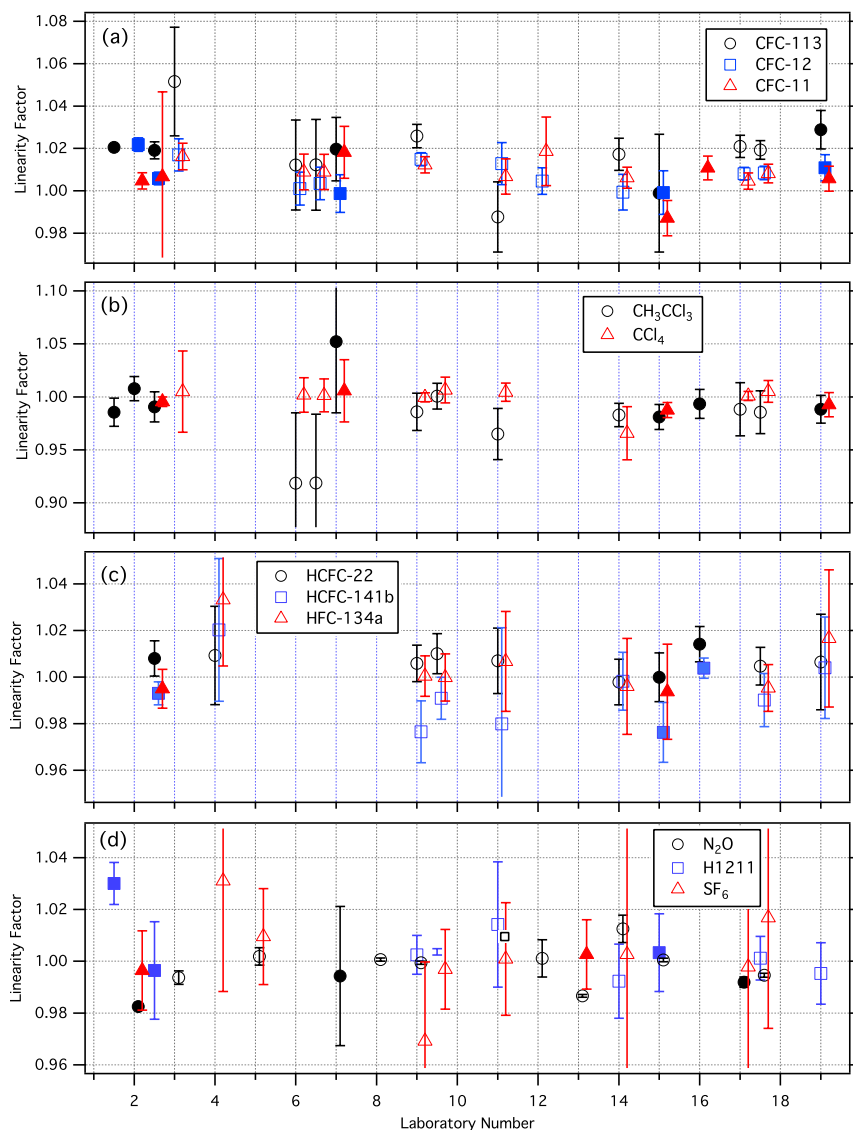 (a)
CFC-113
CFC-12
CFC-11
1.08
1.06
1.04
1.02
1.00
0.98
Linearity Factor
(b)
CH₃CCl₃
CCl₄
1.10
1.05
1.00
0.95
0.90
Linearity Factor
(c)
HCFC-22
HCFC-141b
HFC-134a
1.04
1.02
1.00
0.98
0.96
Linearity Factor
(d)
N₂O
H1211
SF₆
1.04
1.02
1.00
0.98
0.96
Linearity Factor
2 4 6 8 10 12 14 16 18
Laboratory Number